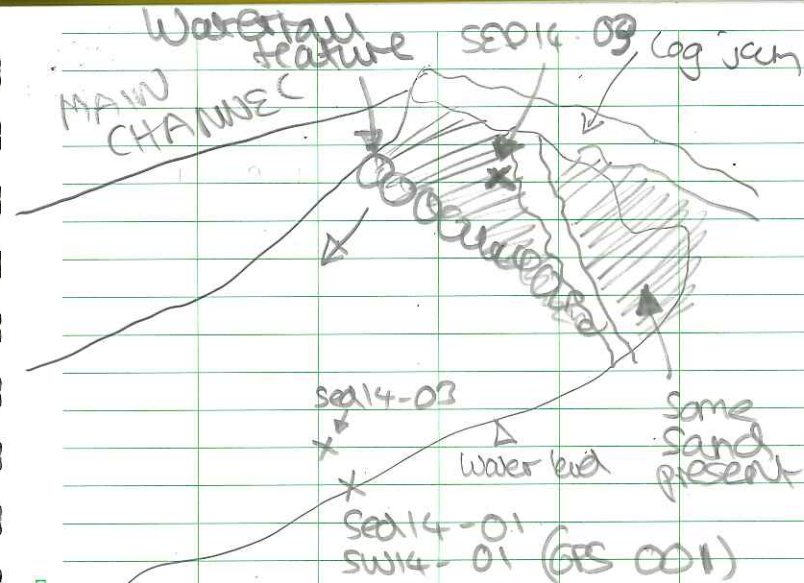 Waterfall
feature
SED14-03
Log jam
MAIN
CHANNEL
Sed14-03
Water level
Some
Sand
present
Sed14-01
SW14-01 (GPS 001)